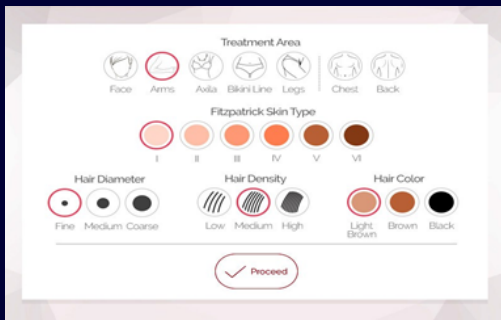 Treatment Area
Face Arms Axila Bikini Line Legs Chest Back
Fitzpatrick Skin Type
I II III IV V VI
Hair Diameter Hair Density Hair Color
Fine Medium Coarse Low Medium High Light Brown Brown Black
Proceed